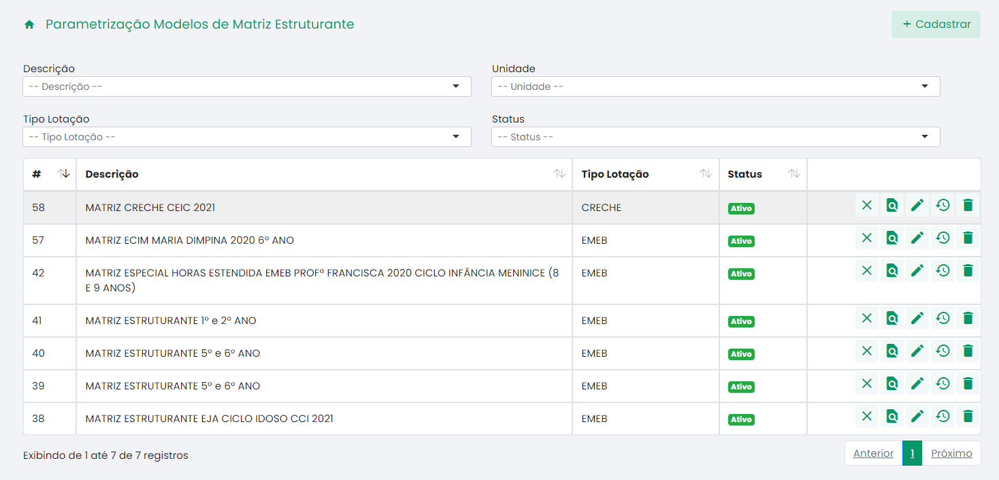 Parametrização Modelos de Matriz Estruturante
+ Cadastrar
Descrição
Unidade
-- Descrição --
-- Unidade --
Tipo Lotação
Status
-- Tipo Lotação --
-- Status --
# Descrição Tipo Lotação Status
58 MATRIZ CRECHE CEIC 2021 CRECHE Ativo
57 MATRIZ ECIM MARIA DIMPINA 2020 6º ANO EMEB Ativo
42 MATRIZ ESPECIAL HORAS ESTENDIDA EMEB PROFª FRANCISCA 2020 CICLO INFÂNCIA MENINICE (8 EMEB Ativo
E 9 ANOS)
41 MATRIZ ESTRUTURANTE 1º e 2º ANO EMEB Ativo
40 MATRIZ ESTRUTURANTE 5º e 6º ANO EMEB Ativo
39 MATRIZ ESTRUTURANTE 5º e 6º ANO EMEB Ativo
38 MATRIZ ESTRUTURANTE EJA CICLO IDOSO CCI 2021 EMEB Ativo
Exibindo de 1 até 7 de 7 registros
Anterior 1 Próximo